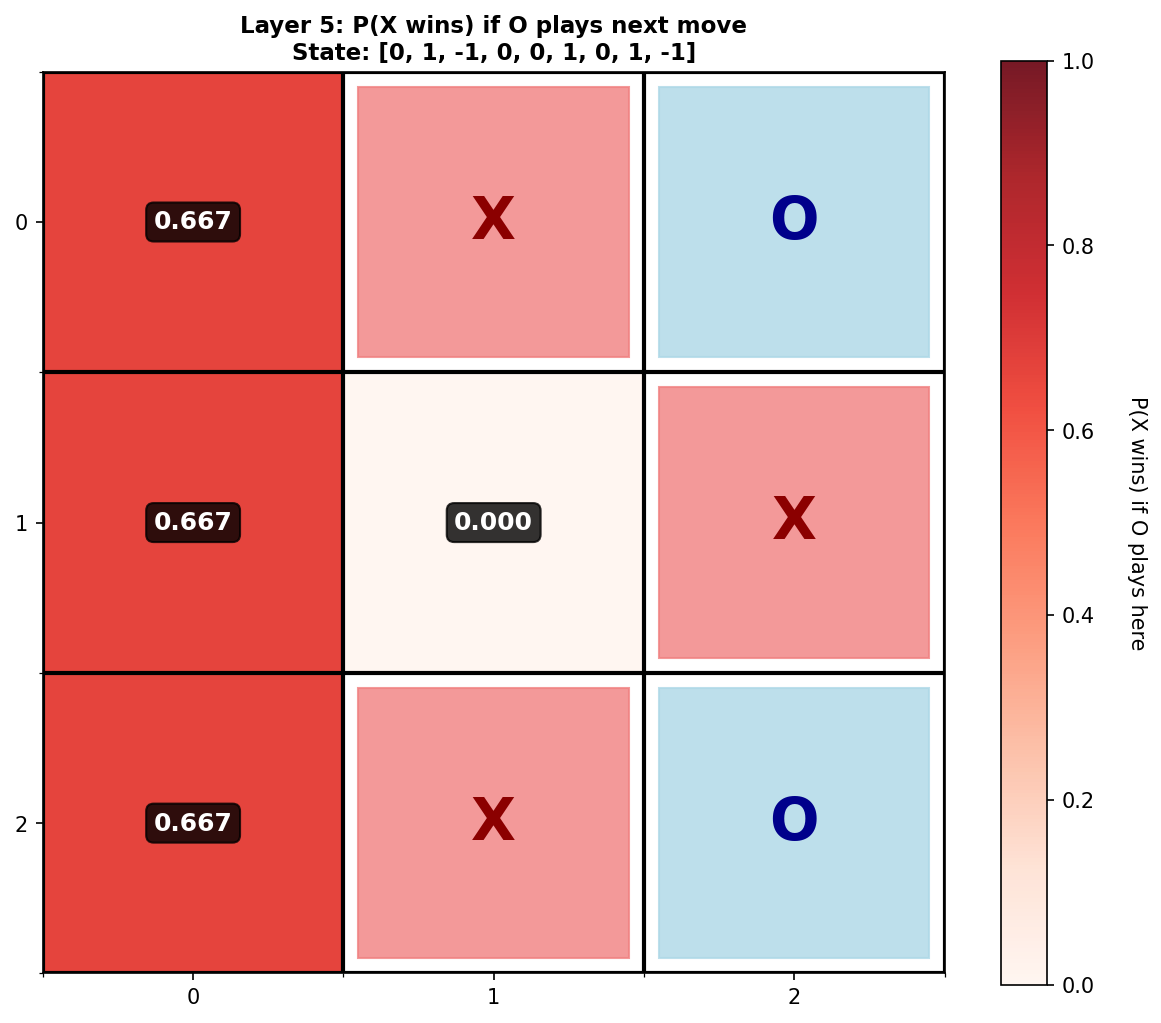 Layer 5: P(X wins) if O plays next move
State: [0, 1, -1, 0, 0, 1, 0, 1, -1]
0
0.667
X
O
1
0.667
0.000
X
2
0.667
X
O
0
1
2
1.0
0.8
0.6
0.4
0.2
0.0
P(X wins) if O plays here